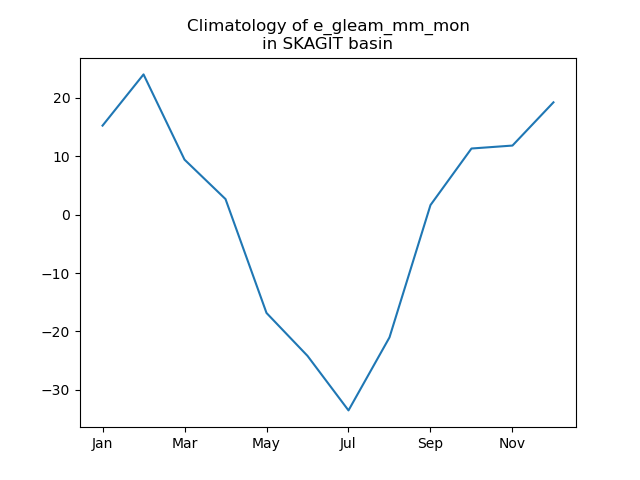 Climatology of e_gleam_mm_mon
in SKAGIT basin
20
10
0
−10
−20
−30
Jan
Mar
May
Jul
Sep
Nov